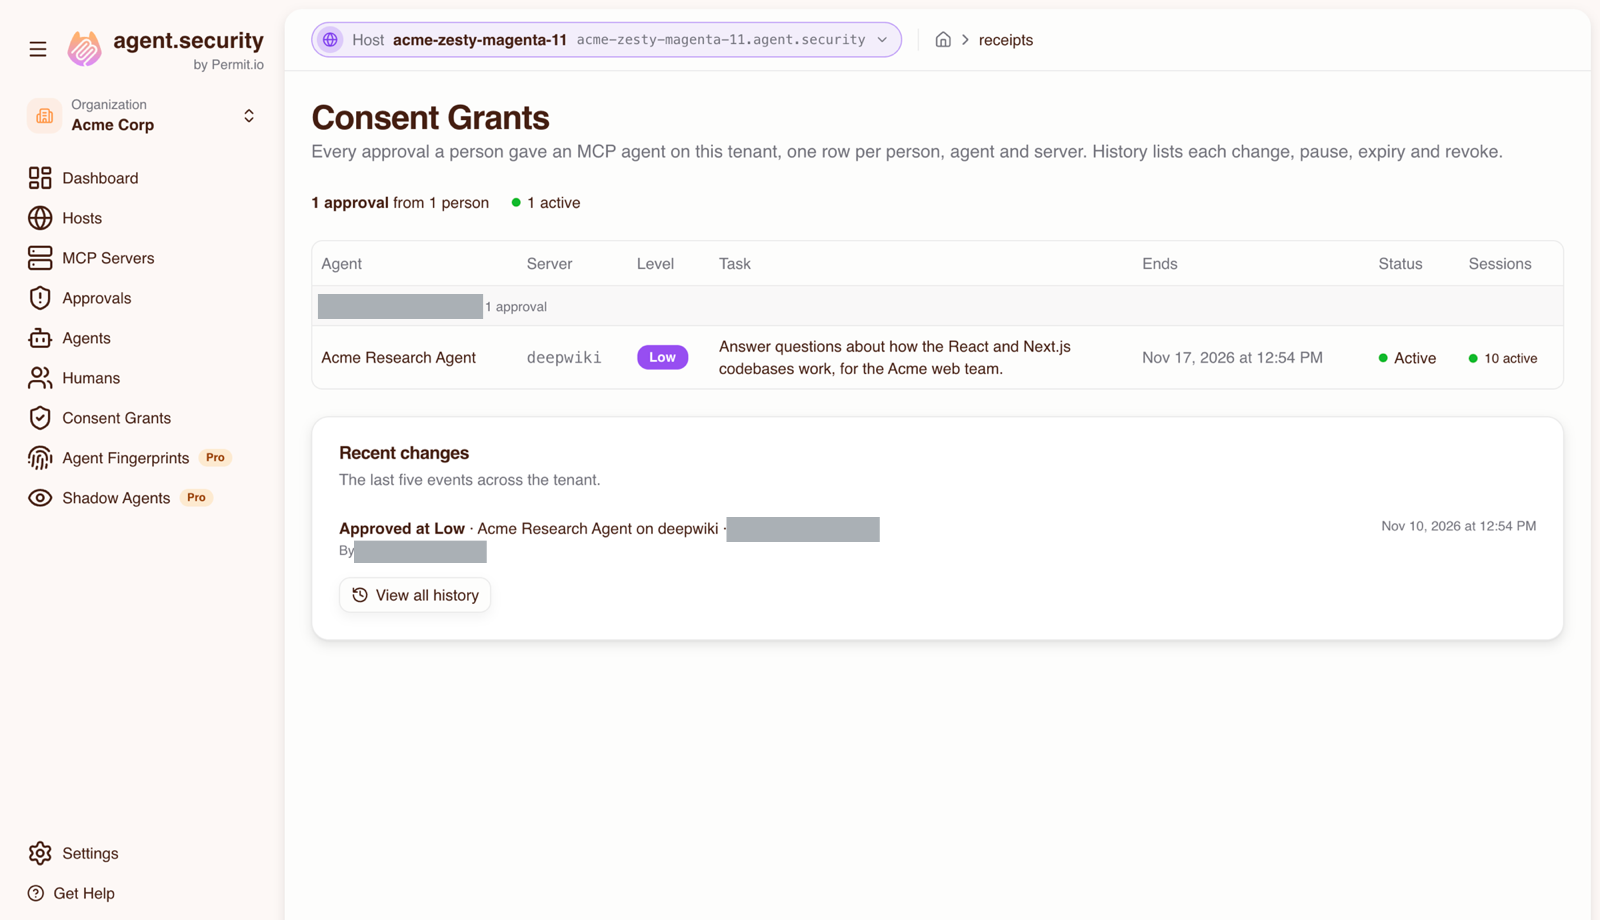 agent.security
by Permit.io
Organization
Acme Corp
Dashboard
Hosts
MCP Servers
Approvals
Agents
Humans
Consent Grants
Agent Fingerprints Pro
Shadow Agents Pro
Settings
Get Help
Host acme-zesty-magenta-11 acme-zesty-magenta-11.agent.security
receipts
Consent Grants
Every approval a person gave an MCP agent on this tenant, one row per person, agent and server. History lists each change, pause, expiry and revoke.
1 approval from 1 person 1 active
Agent Server Level Task Ends Status Sessions
1 approval
Acme Research Agent deepwiki Low Answer questions about how the React and Next.js Nov 17, 2026 at 12:54 PM Active 10 active
codebases work, for the Acme web team.
Recent changes
The last five events across the tenant.
Approved at Low · Acme Research Agent on deepwiki · Nov 10, 2026 at 12:54 PM
By
View all history